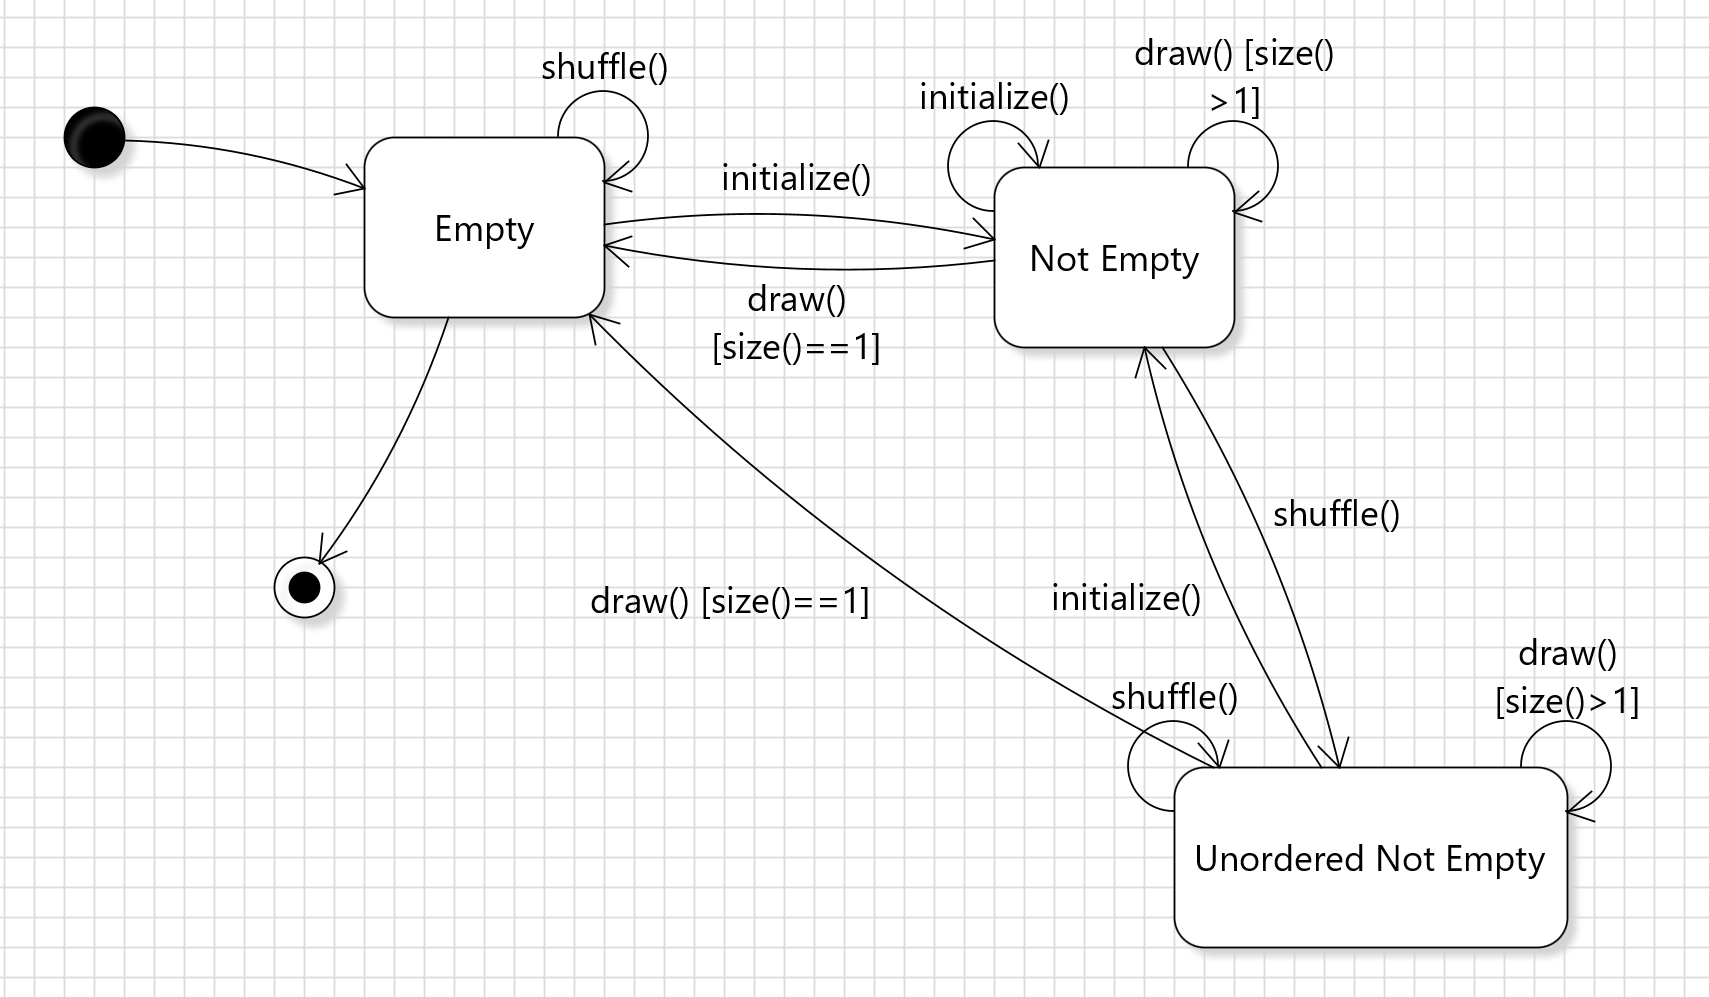 shuffle()
draw() [size()
>1]
initialize()
initialize()
Empty
Not Empty
draw()
[size()==1]
shuffle()
initialize()
draw() [size()==1]
draw()
[size()>1]
shuffle()
Unordered Not Empty